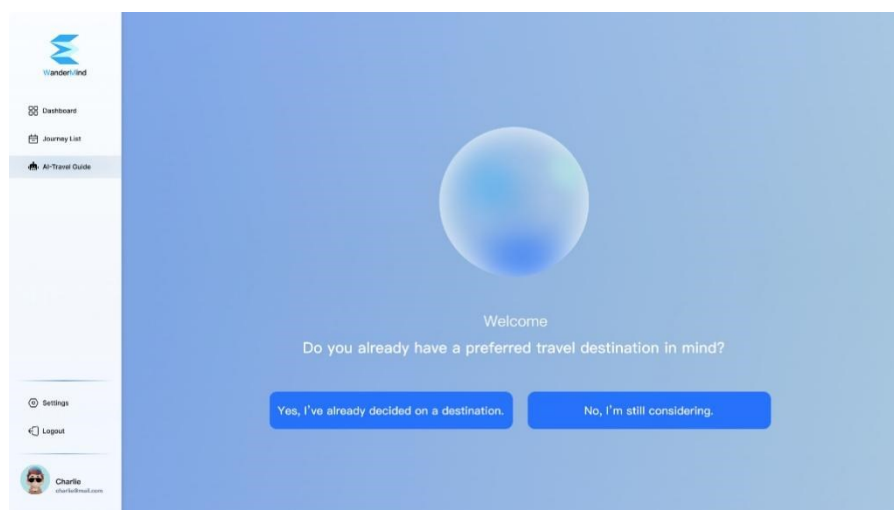 WanderMind
Dashboard
Journey List
AI-Travel Guide
Welcome
Do you already have a preferred travel destination in mind?
Yes, I've already decided on a destination.
No, I'm still considering.
Settings
Logout
Charlie
charlie@mail.com